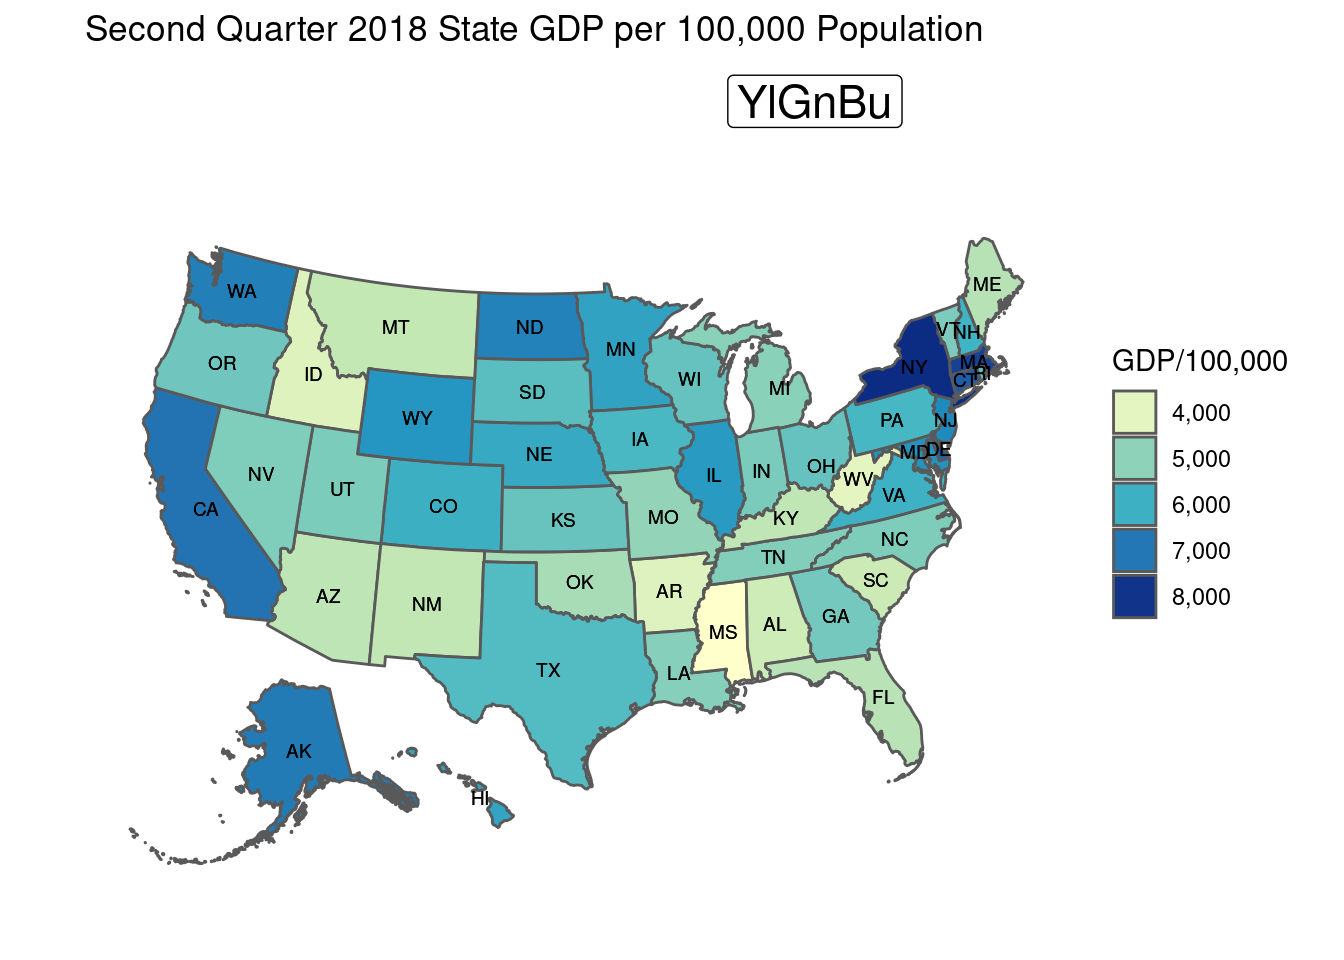 Second Quarter 2018 State GDP per 100,000 Population
YlGnBu
ME
WA
MT
ND
VT
NH
MN
OR
ID
WI
NY
MA
RI
CT
MI
SD
WY
PA
NJ
IA
NE
MD
DE
NV
IL
IN
OH
WV
UT
VA
CA
CO
KS
MO
KY
NC
TN
AZ
NM
OK
AR
SC
MS
AL
GA
TX
LA
FL
AK
HI
GDP/100,000
4,000
5,000
6,000
7,000
8,000